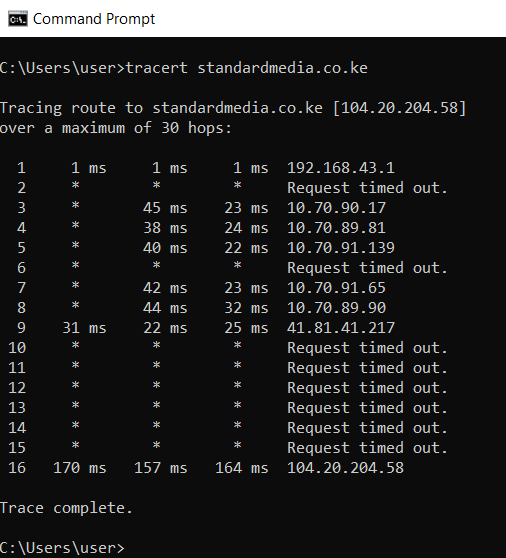 Command Prompt
C:\Users\user>tracert standardmedia.co.ke
Tracing route to standardmedia.co.ke [104.20.204.58]
over a maximum of 30 hops:
1 1 ms 1 ms 1 ms 192.168.43.1
2 * * * Request timed out.
3 * 45 ms 23 ms 10.70.90.17
4 * 38 ms 24 ms 10.70.89.81
5 * 40 ms 22 ms 10.70.91.139
6 * * * Request timed out.
7 * 42 ms 23 ms 10.70.91.65
8 * 44 ms 32 ms 10.70.89.90
9 31 ms 22 ms 25 ms 41.81.41.217
10 * * * Request timed out.
11 * * * Request timed out.
12 * * * Request timed out.
13 * * * Request timed out.
14 * * * Request timed out.
15 * * * Request timed out.
16 170 ms 157 ms 164 ms 104.20.204.58
Trace complete.
C:\Users\user>